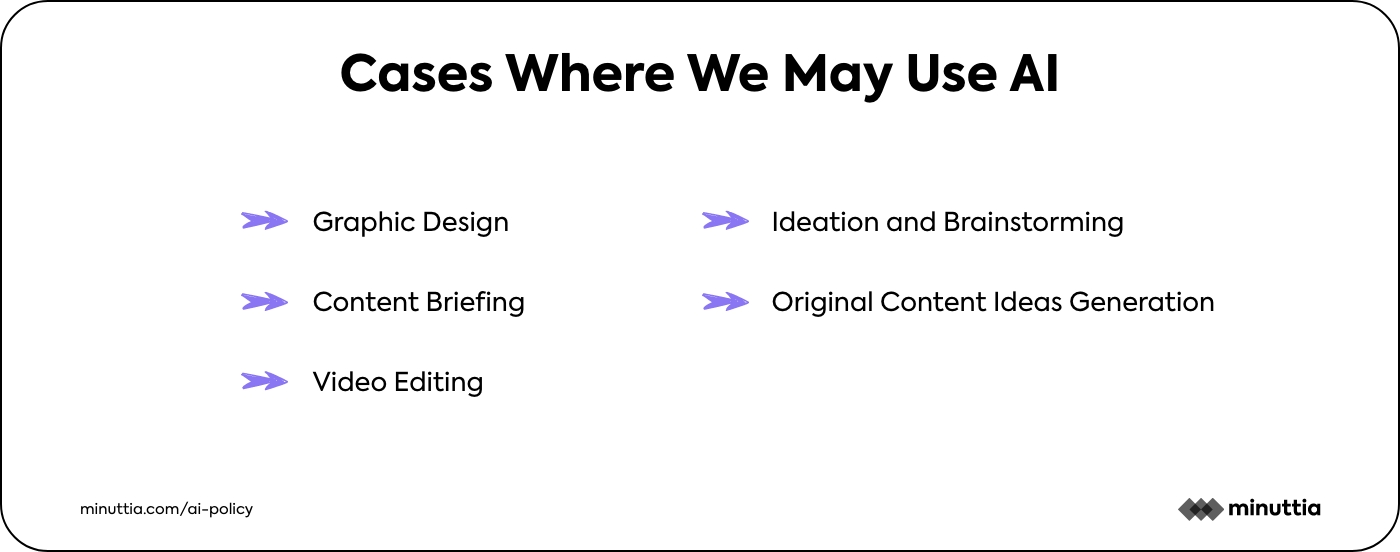 Cases Where We May Use AI
Graphic Design
Content Briefing
Video Editing
Ideation and Brainstorming
Original Content Ideas Generation
minuttia.com/ai-policy
minuttia